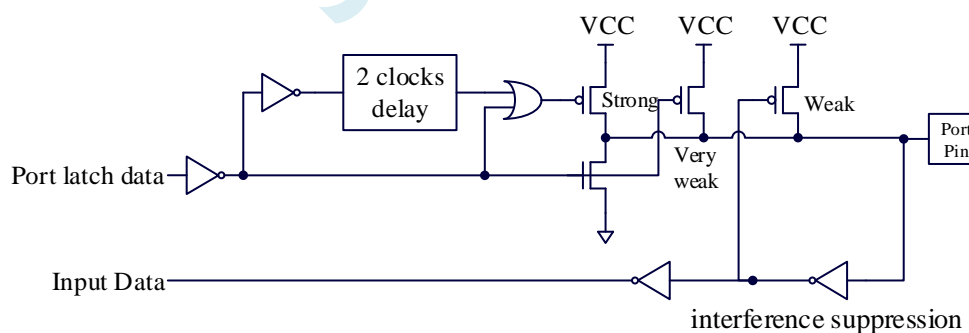 VCC
VCC
VCC
2 clocks
delay
Strong
Weak
Port
Pin
Very
weak
Port latch data
Input Data
interference suppression